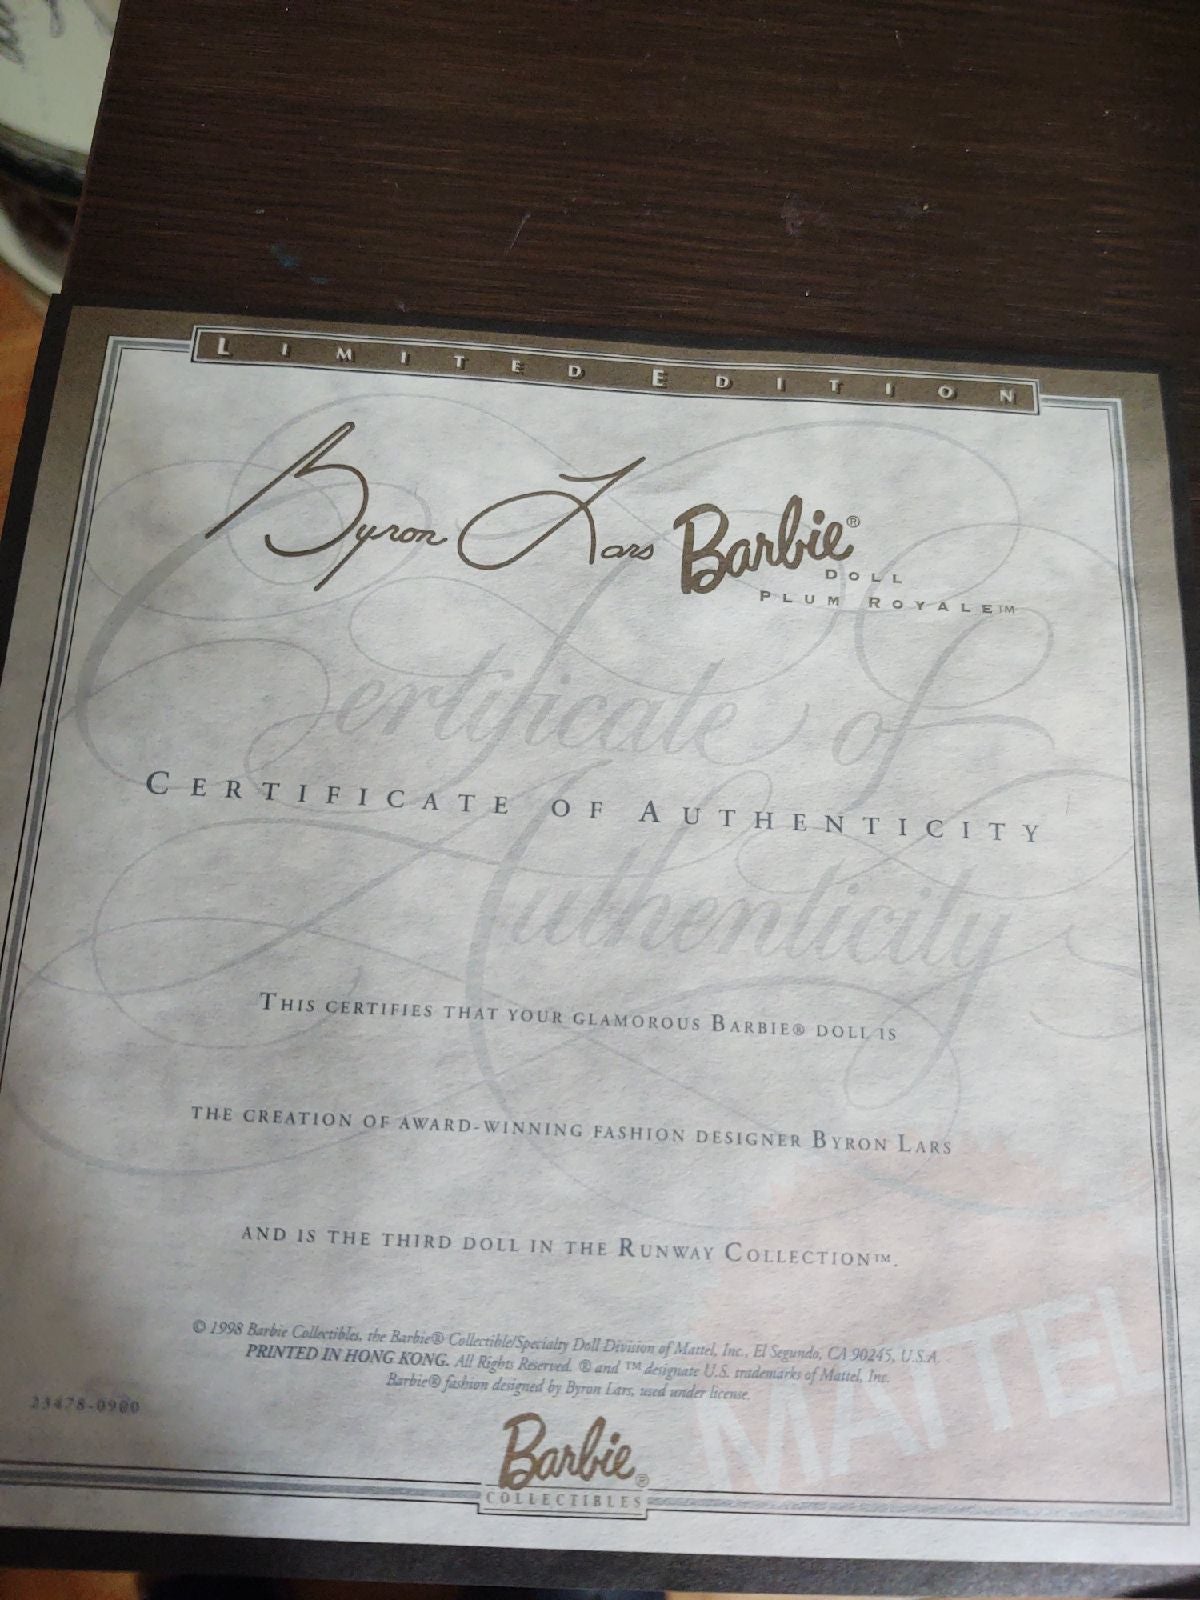 LIMITED EDITION
Byron Lars Barbie®
DOLL
PLUM ROYALE™
Certificate of
CERTIFICATE OF AUTHENTICITY
Authenticity
THIS CERTIFIES THAT YOUR GLAMOROUS BARBIE® DOLL IS
THE CREATION OF AWARD-WINNING FASHION DESIGNER BYRON LARS
AND IS THE THIRD DOLL IN THE RUNWAY COLLECTION™.
© 1998 Barbie Collectibles, the Barbie® Collectible/Specialty Doll Division of Mattel, Inc., El Segundo, CA 90245, U.S.A.
PRINTED IN HONG KONG. All Rights Reserved. ® and ™ designate U.S. trademarks of Mattel, Inc.
Barbie® fashion designed by Byron Lars, used under license.
23478-0900
MATTEL
Barbie®
COLLECTIBLES